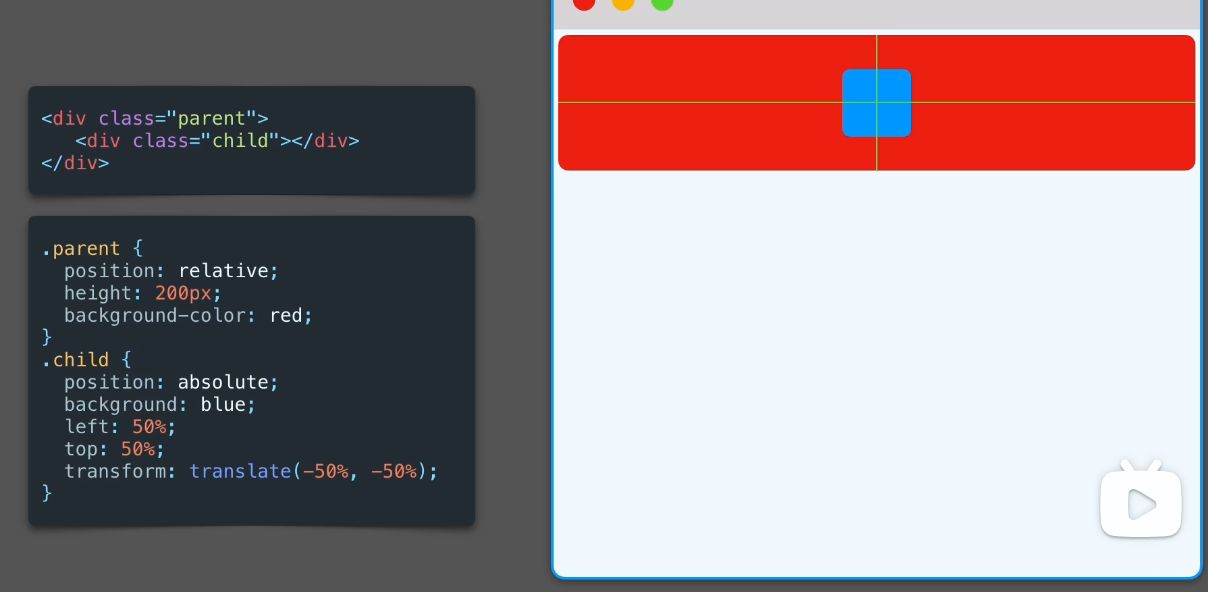 <div class="parent">
   <div class="child"></div>
</div>
.parent {
  position: relative;
  height: 200px;
  background-color: red;
}
.child {
  position: absolute;
  background: blue;
  left: 50%;
  top: 50%;
  transform: translate(-50%, -50%);
}